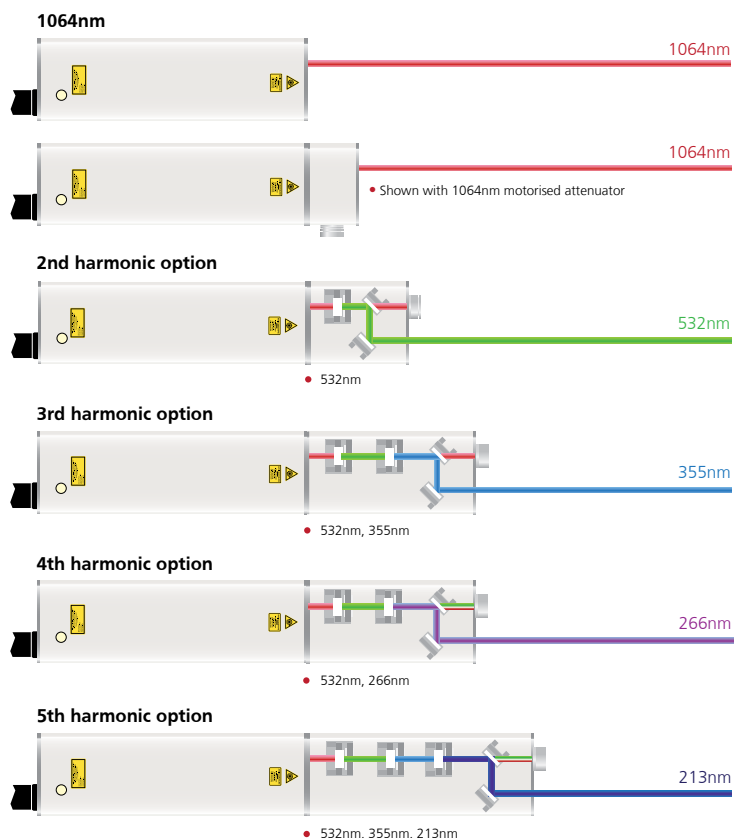 1064nm
1064nm
1064nm
• Shown with 1064nm motorised attenuator
2nd harmonic option
532nm
• 532nm
3rd harmonic option
355nm
• 532nm, 355nm
4th harmonic option
266nm
• 532nm, 266nm
5th harmonic option
213nm
• 532nm, 355nm, 213nm